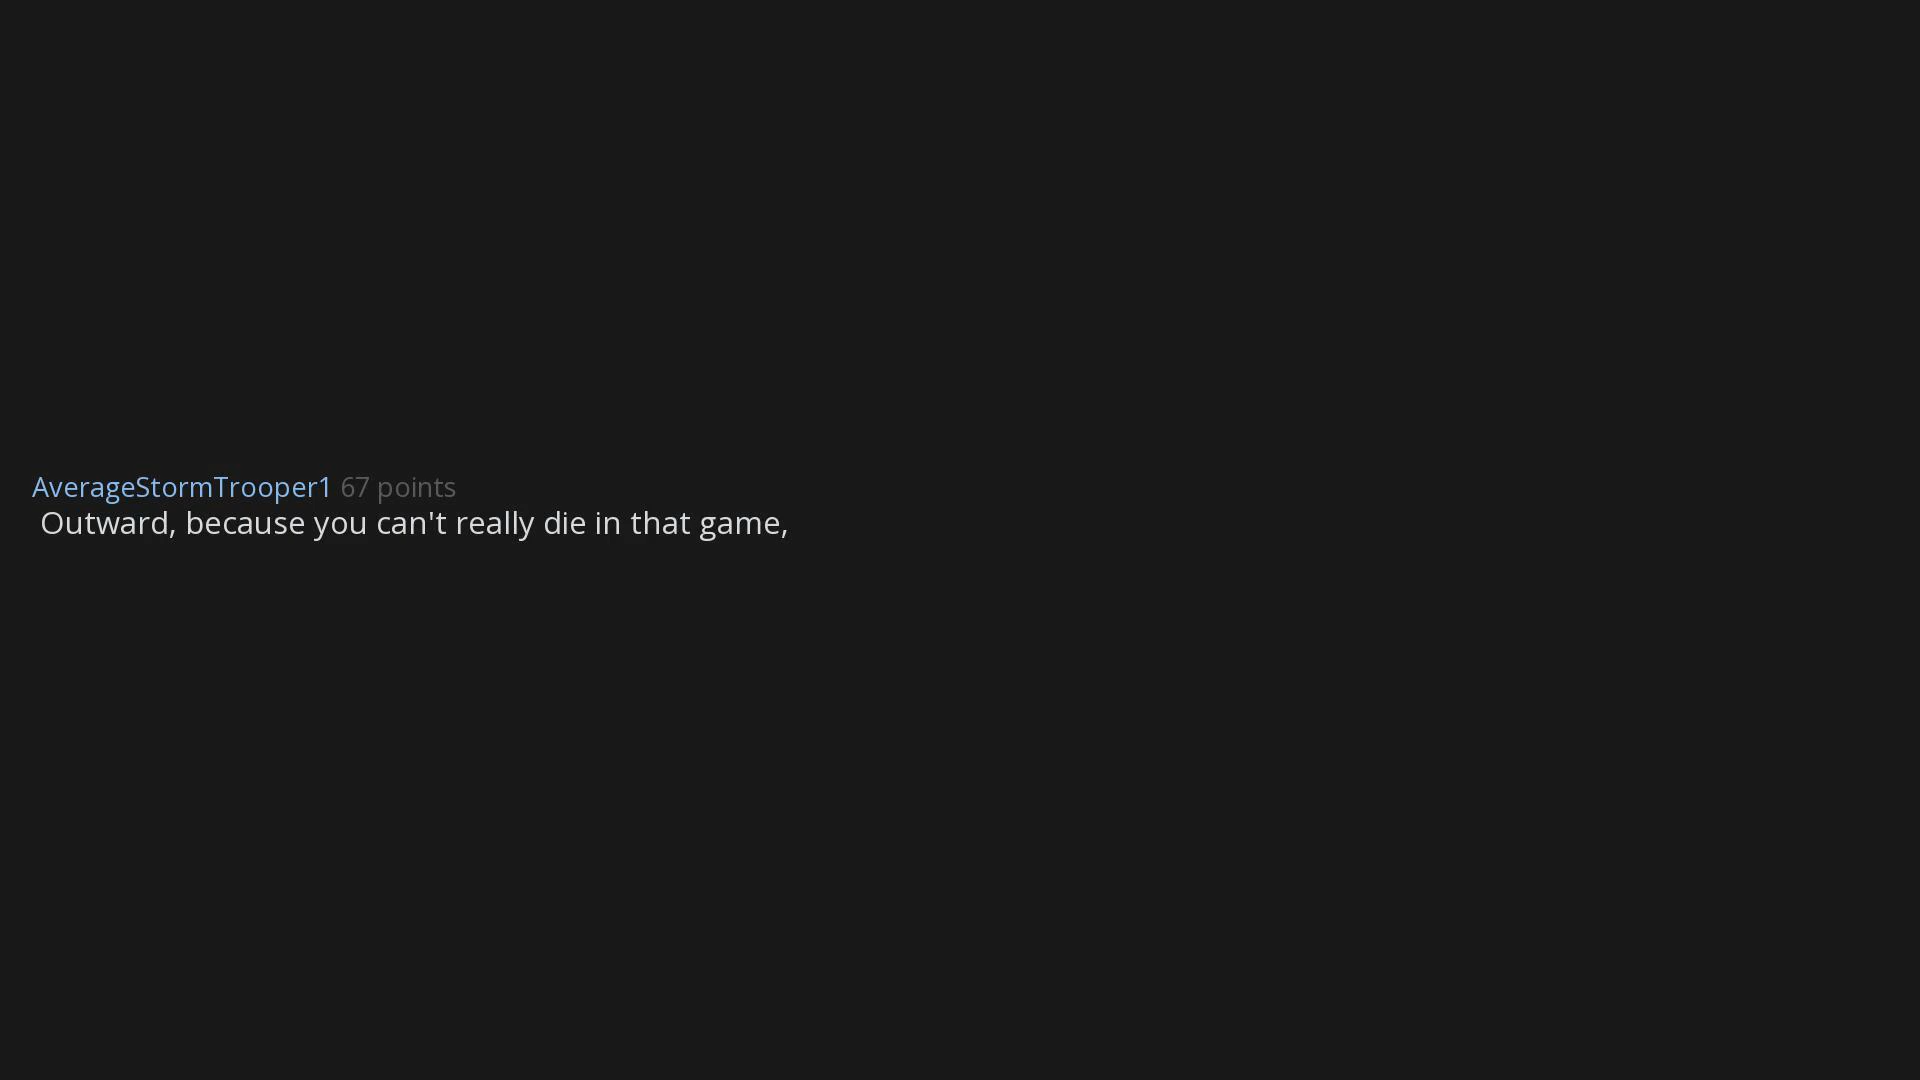 AverageStormTrooper1 67 points
Outward, because you can't really die in that game,